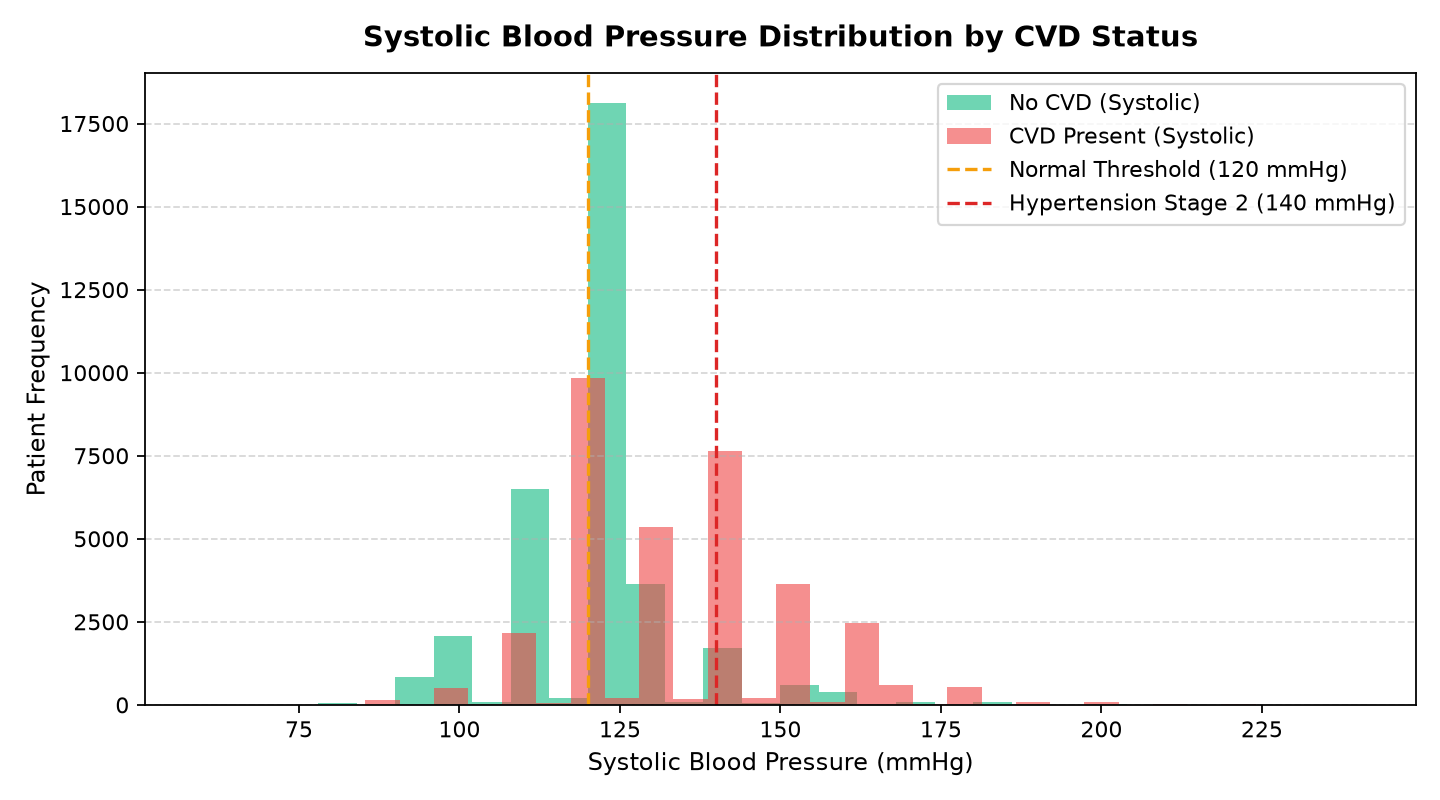 Systolic Blood Pressure Distribution by CVD Status
No CVD (Systolic)
CVD Present (Systolic)
Normal Threshold (120 mmHg)
Hypertension Stage 2 (140 mmHg)
Patient Frequency
17500
15000
12500
10000
7500
5000
2500
0
75 100 125 150 175 200 225
Systolic Blood Pressure (mmHg)